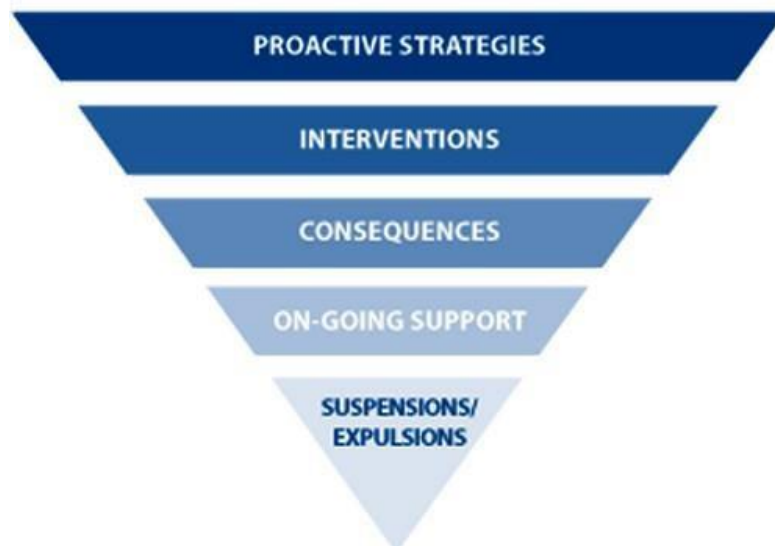 PROACTIVE STRATEGIES
INTERVENTIONS
CONSEQUENCES
ON-GOING SUPPORT
SUSPENSIONS/
EXPULSIONS